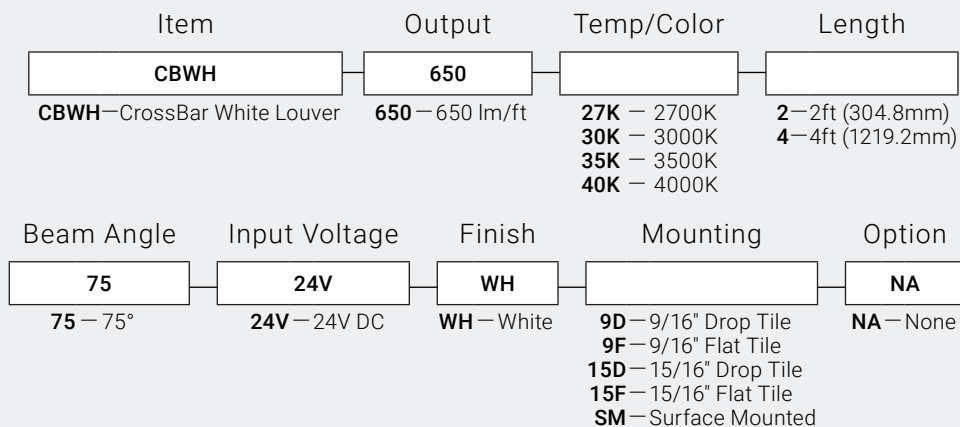 Item Output Temp/Color Length
CBWH 650
CBWH—CrossBar White Louver 650—650 lm/ft 27K — 2700K 2—2ft (304.8mm)
30K — 3000K 4—4ft (1219.2mm)
35K — 3500K
40K — 4000K
Beam Angle Input Voltage Finish Mounting Option
75 24V WH NA
75—75° 24V—24V DC WH—White 9D—9/16" Drop Tile NA—None
9F—9/16" Flat Tile
15D—15/16" Drop Tile
15F—15/16" Flat Tile
SM—Surface Mounted